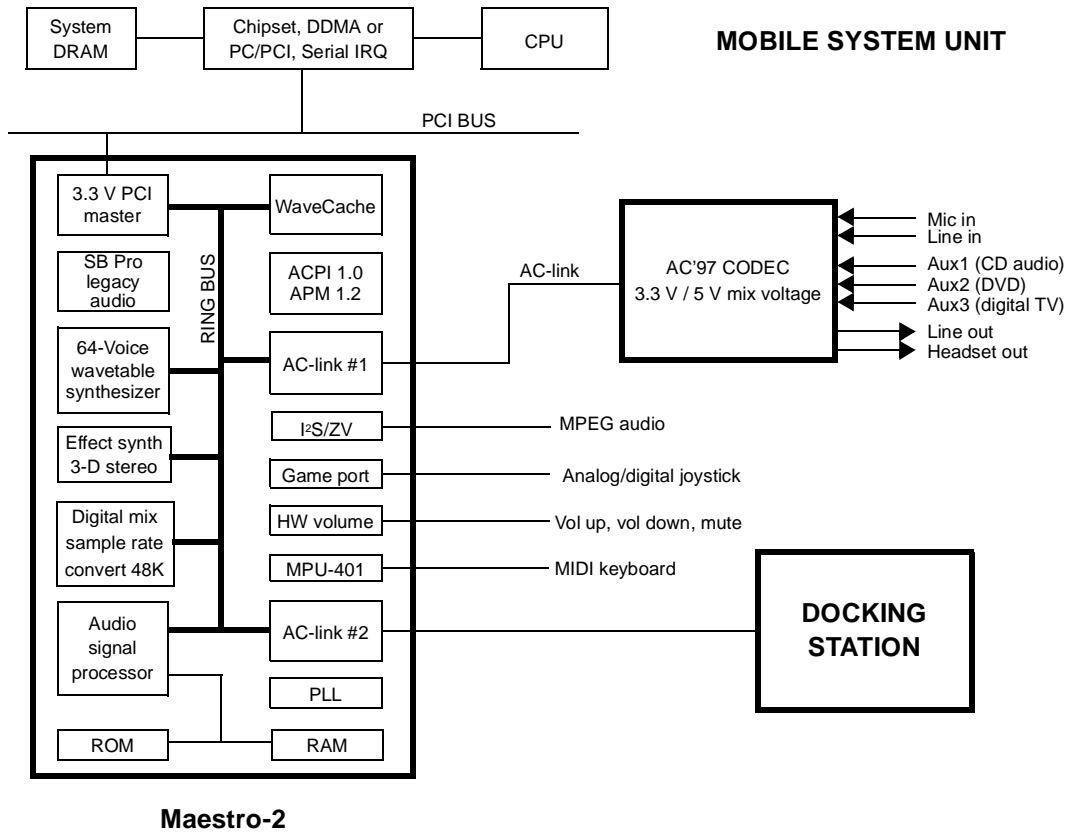 System
DRAM
Chipset, DDMA or
PC/PCI, Serial IRQ
CPU
MOBILE SYSTEM UNIT
PCI BUS
3.3 V PCI
master
WaveCache
SB Pro
legacy
audio
ACPI 1.0
APM 1.2
RING BUS
64-Voice
wavetable
synthesizer
AC-link #1
Effect synth
3-D stereo
I²S/ZV
MPEG audio
Game port
Analog/digital joystick
Digital mix
sample rate
convert 48K
HW volume
Vol up, vol down, mute
MPU-401
MIDI keyboard
Audio
signal
processor
AC-link #2
PLL
ROM
RAM
AC-link
AC'97 CODEC
3.3 V / 5 V mix voltage
Mic in
Line in
Aux1 (CD audio)
Aux2 (DVD)
Aux3 (digital TV)
Line out
Headset out
DOCKING
STATION
Maestro-2